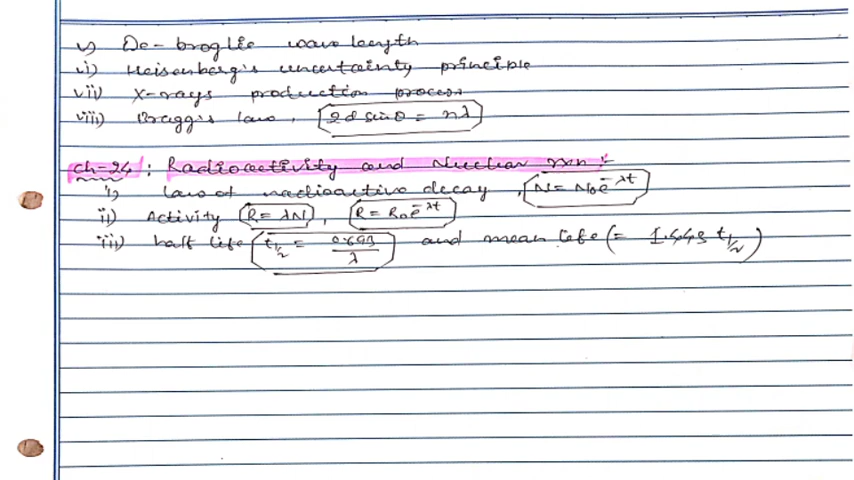 v) De-broglie wave length
vi) Heisenberg's uncertainty principle
vii) X-rays production process
viii) Bragg's law, 2d sinθ = nλ
ch-24 : Radioactivity and Nuclear rxn :-
i) law of radioactive decay, N = N₀e^-λt
ii) Activity R = λN, R = R₀e^-λt
iii) half life t½ = 0.693/λ and mean life (= 1.443 t½)